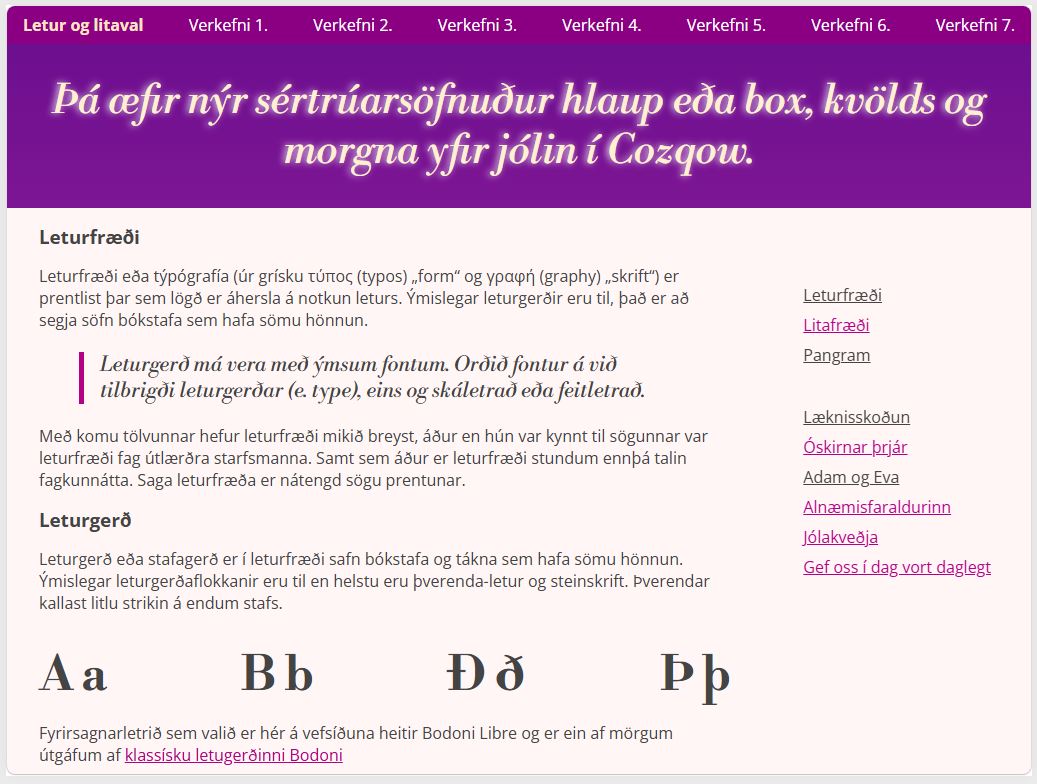 Letur og litaval Verkefni 1. Verkefni 2. Verkefni 3. Verkefni 4. Verkefni 5. Verkefni 6. Verkefni 7.
Þá æfir nýr sértrúarsöfnuður hlaup eða box, kvölds og
morgna yfir jólin í Cozqow.
Leturfræði
Leturfræði eða týpógrafía (úr grísku τύπος (typos) „form“ og γραφή (graphy) „skrift“) er
prentlist þar sem lögð er áhersla á notkun leturs. Ýmislegar leturgerðir eru til, það er að
segja söfn bókstafa sem hafa sömu hönnun.
Leturgerð má vera með ýmsum fontum. Orðið fontur á við
tilbrigði leturgerðar (e. type), eins og skáletrað eða feitletrað.
Með komu tölvunnar hefur leturfræði mikið breyst, áður en hún var kynnt til sögunnar var
leturfræði fag útlærðra starfsmanna. Samt sem áður er leturfræði stundum ennþá talin
fagkunnátta. Saga leturfræða er nátengd sögu prentunar.
Leturgerð
Leturgerð eða stafagerð er í leturfræði safn bókstafa og tákna sem hafa sömu hönnun.
Ýmislegar leturgerðaflokkanir eru til en helstu eru þverenda-letur og steinskrift. Þverendar
kallast litlu strikin á endum stafs.
A a B b Ð ð Þ þ
Fyrirsagnarletrið sem valið er hér á vefsíðuna heitir Bodoni Libre og er ein af mörgum
útgáfum af klassísku letugerðinni Bodoni
Leturfræði
Litafræði
Pangram
Læknisskoðun
Óskirnar þrjár
Adam og Eva
Alnæmisfaraldurinn
Jólakveðja
Gef oss í dag vort daglegt